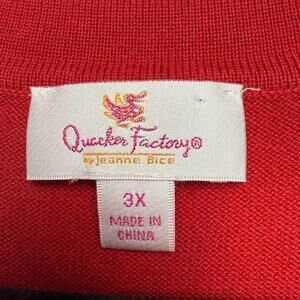 Quacker Factory®
by Jeanne Bice
3X
MADE IN
CHINA